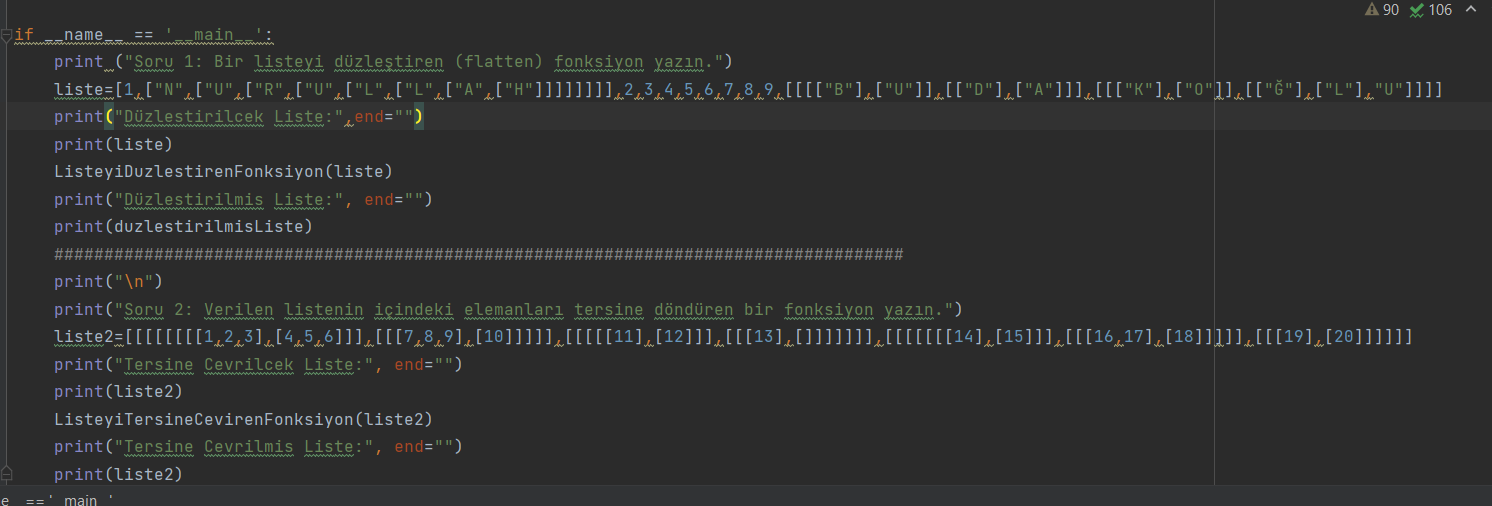 90 106
if __name__ == '__main__':
print ("Soru 1: Bir listeyi düzleştiren (flatten) fonksiyon yazın.")
liste=[1,["N",["U",["R",["U",["L",["L",["A",["H"]]]]]]]],2,3,4,5,6,7,8,9,[[[["B"],["U"]],[["D"],["A"]]],[[["K"],["O"]],[["Ğ"],["L"],"U"]]]]
print("Düzlestirilcek Liste:",end="")
print(liste)
ListeyiDuzlestirenFonksiyon(liste)
print("Düzlestirilmis Liste:", end="")
print(duzlestirilmisListe)
#####################################################################################
print("\n")
print("Soru 2: Verilen listenin içindeki elemanları tersine döndüren bir fonksiyon yazın.")
liste2=[[[[[[[[1,2,3],[4,5,6]]],[[[7,8,9],[10]]]]],[[[[[11],[12]]],[[[13],[]]]]]]],[[[[[[[14],[15]]],[[[16,17],[18]]]]],[[[19],[20]]]]]]
print("Tersine Cevrilcek Liste:", end="")
print(liste2)
ListeyiTersineCevirenFonksiyon(liste2)
print("Tersine Cevrilmis Liste:", end="")
print(liste2)
e__ == '__main__'